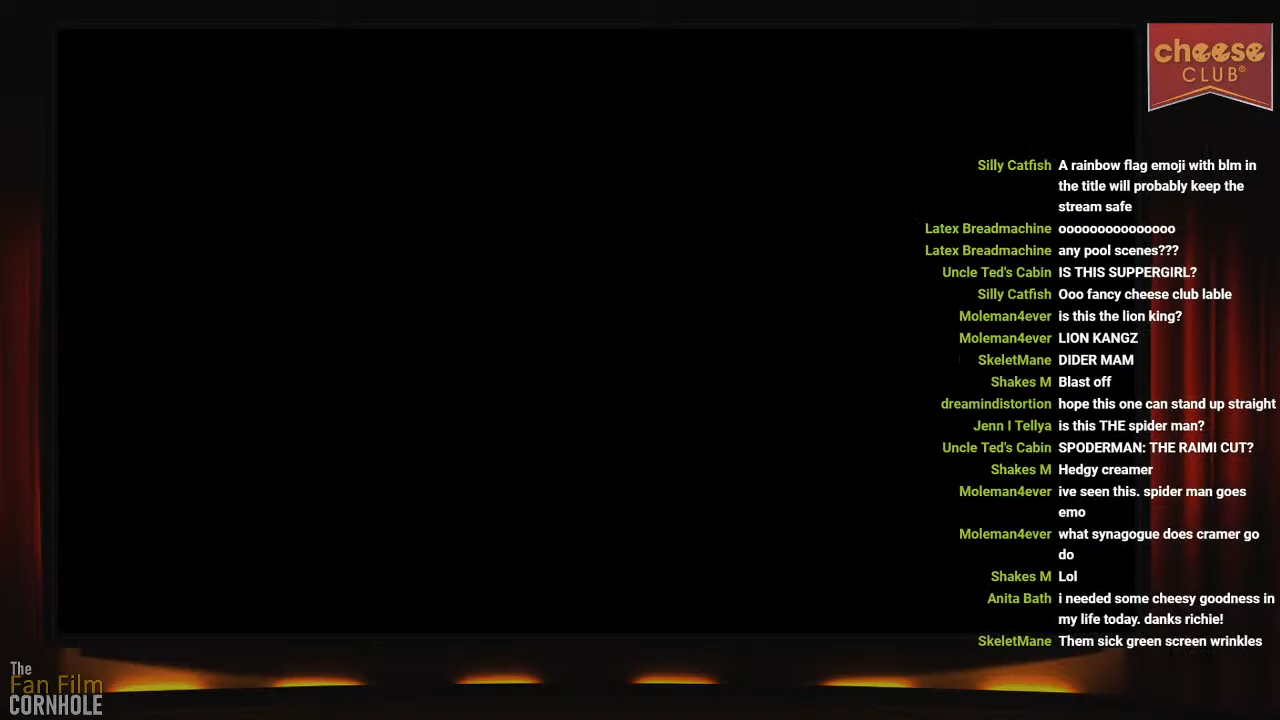 cheese
CLUB®
Silly Catfish A rainbow flag emoji with blm in
the title will probably keep the
stream safe
Latex Breadmachine ooooooooooooooo
Latex Breadmachine any pool scenes???
Uncle Ted's Cabin IS THIS SUPPERGIRL?
Silly Catfish Ooo fancy cheese club lable
Moleman4ever is this the lion king?
Moleman4ever LION KANGZ
SkeletMane DIDER MAM
Shakes M Blast off
dreamindistortion hope this one can stand up straight
Jenn I Tellya is this THE spider man?
Uncle Ted's Cabin SPODERMAN: THE RAIMI CUT?
Shakes M Hedgy creamer
Moleman4ever ive seen this. spider man goes
emo
Moleman4ever what synagogue does cramer go
do
Shakes M Lol
Anita Bath i needed some cheesy goodness in
my life today. danks richie!
SkeletMane Them sick green screen wrinkles
The
Fan Film
CORNHOLE